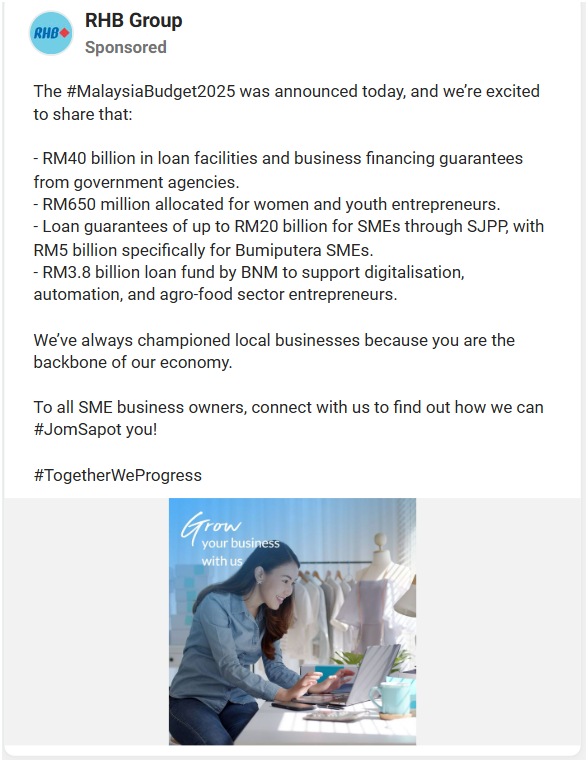 RHB
RHB Group
Sponsored
The #MalaysiaBudget2025 was announced today, and we’re excited
to share that:
- RM40 billion in loan facilities and business financing guarantees
from government agencies.
- RM650 million allocated for women and youth entrepreneurs.
- Loan guarantees of up to RM20 billion for SMEs through SJPP, with
RM5 billion specifically for Bumiputera SMEs.
- RM3.8 billion loan fund by BNM to support digitalisation,
automation, and agro-food sector entrepreneurs.
We’ve always championed local businesses because you are the
backbone of our economy.
To all SME business owners, connect with us to find out how we can
#JomSapot you!
#TogetherWeProgress
Grow
your business
with us